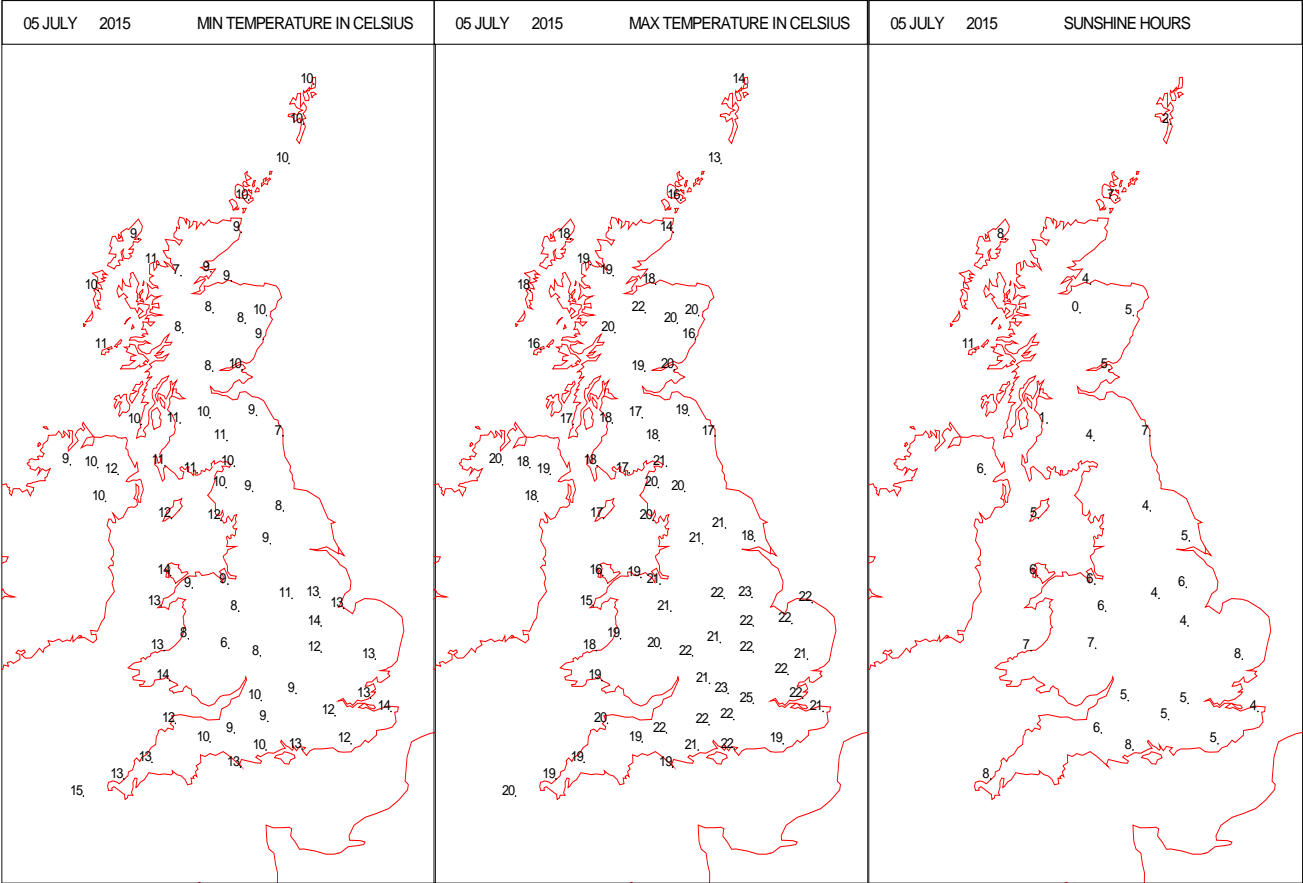 05 JULY 2015 MIN TEMPERATURE IN CELSIUS
10.
10.
10.
10.
9.
9.
11.
7. 9.
9.
10.
8. 8. 10.
8. 9.
11.
8. 10.
10. 11. 10. 9.
11. 7.
9. 10. 12. 11. 11. 10.
10. 10. 9.
12. 12. 8.
9.
14. 9. 9.
13. 8. 11. 13. 13.
14.
13. 8. 6. 8. 12. 13.
14.
10. 9. 13.
12. 9. 12. 14.
10. 9. 10. 13. 12.
13. 13. 13.
15.
05 JULY 2015 MAX TEMPERATURE IN CELSIUS
14.
13.
16.
14.
18.
19. 19.
18.
18.
22. 20. 20.
20. 16.
16.
19. 20.
17. 18. 17. 19.
18. 17.
20. 18. 19. 18. 17. 21.
18. 20. 20.
17. 20. 21.
21. 18.
16. 19. 21.
15. 21. 22. 23. 22.
22. 22.
18. 19. 20. 22. 21. 22. 21.
19. 21. 22.
23. 25. 22. 21.
20. 22. 22. 22.
19. 21. 22. 19.
19. 19. 19.
20.
05 JULY 2015 SUNSHINE HOURS
2.
7.
8.
4.
0. 5.
11.
5.
1. 4. 7.
6.
5. 4.
5.
6. 6. 6.
6. 4.
4.
7. 7. 8.
5. 5. 4.
6. 5. 5.
8.
8.